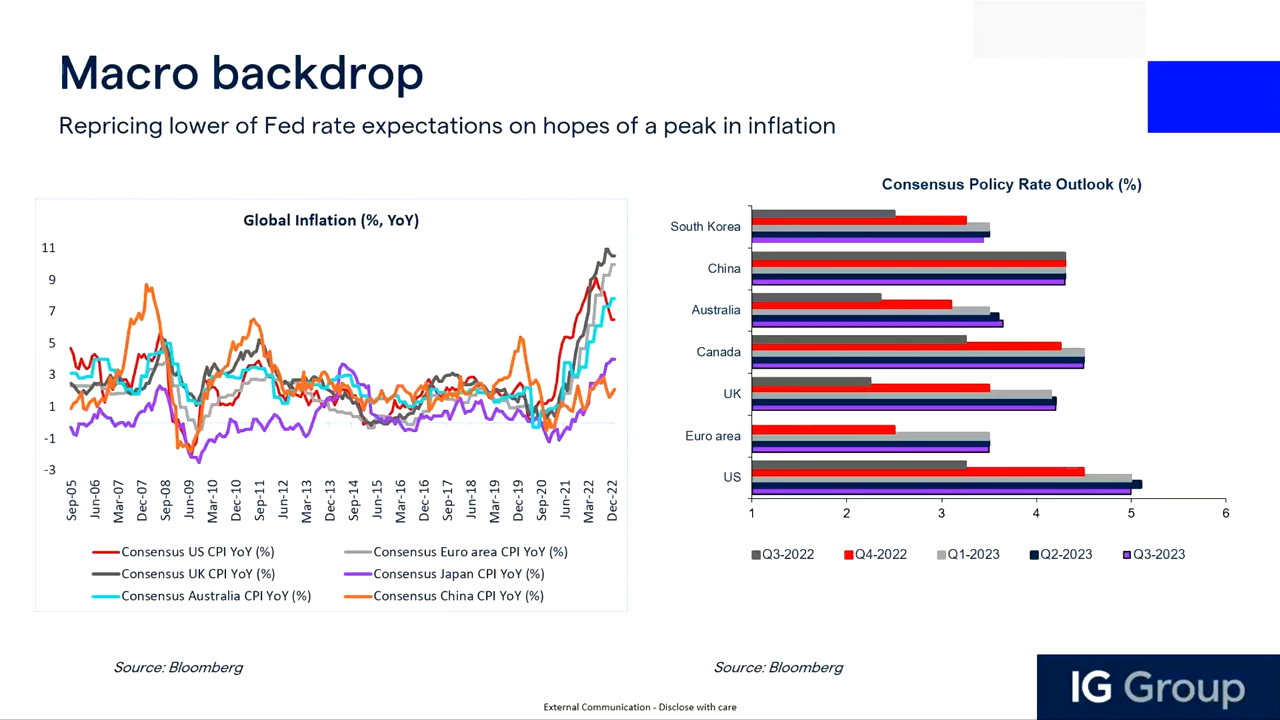 Macro backdrop
Repricing lower of Fed rate expectations on hopes of a peak in inflation
Global Inflation (%, YoY)
11
9
7
5
3
1
-1
-3
Sep-05
Jun-06
Mar-07
Dec-07
Sep-08
Jun-09
Mar-10
Dec-10
Sep-11
Jun-12
Mar-13
Dec-13
Sep-14
Jun-15
Mar-16
Dec-16
Sep-17
Jun-18
Mar-19
Dec-19
Sep-20
Jun-21
Mar-22
Dec-22
Consensus US CPI YoY (%)
Consensus Euro area CPI YoY (%)
Consensus UK CPI YoY (%)
Consensus Japan CPI YoY (%)
Consensus Australia CPI YoY (%)
Consensus China CPI YoY (%)
Source: Bloomberg
Consensus Policy Rate Outlook (%)
South Korea
China
Australia
Canada
UK
Euro area
US
1 2 3 4 5 6
Q3-2022 Q4-2022 Q1-2023 Q2-2023 Q3-2023
Source: Bloomberg
External Communication - Disclose with care
IG Group